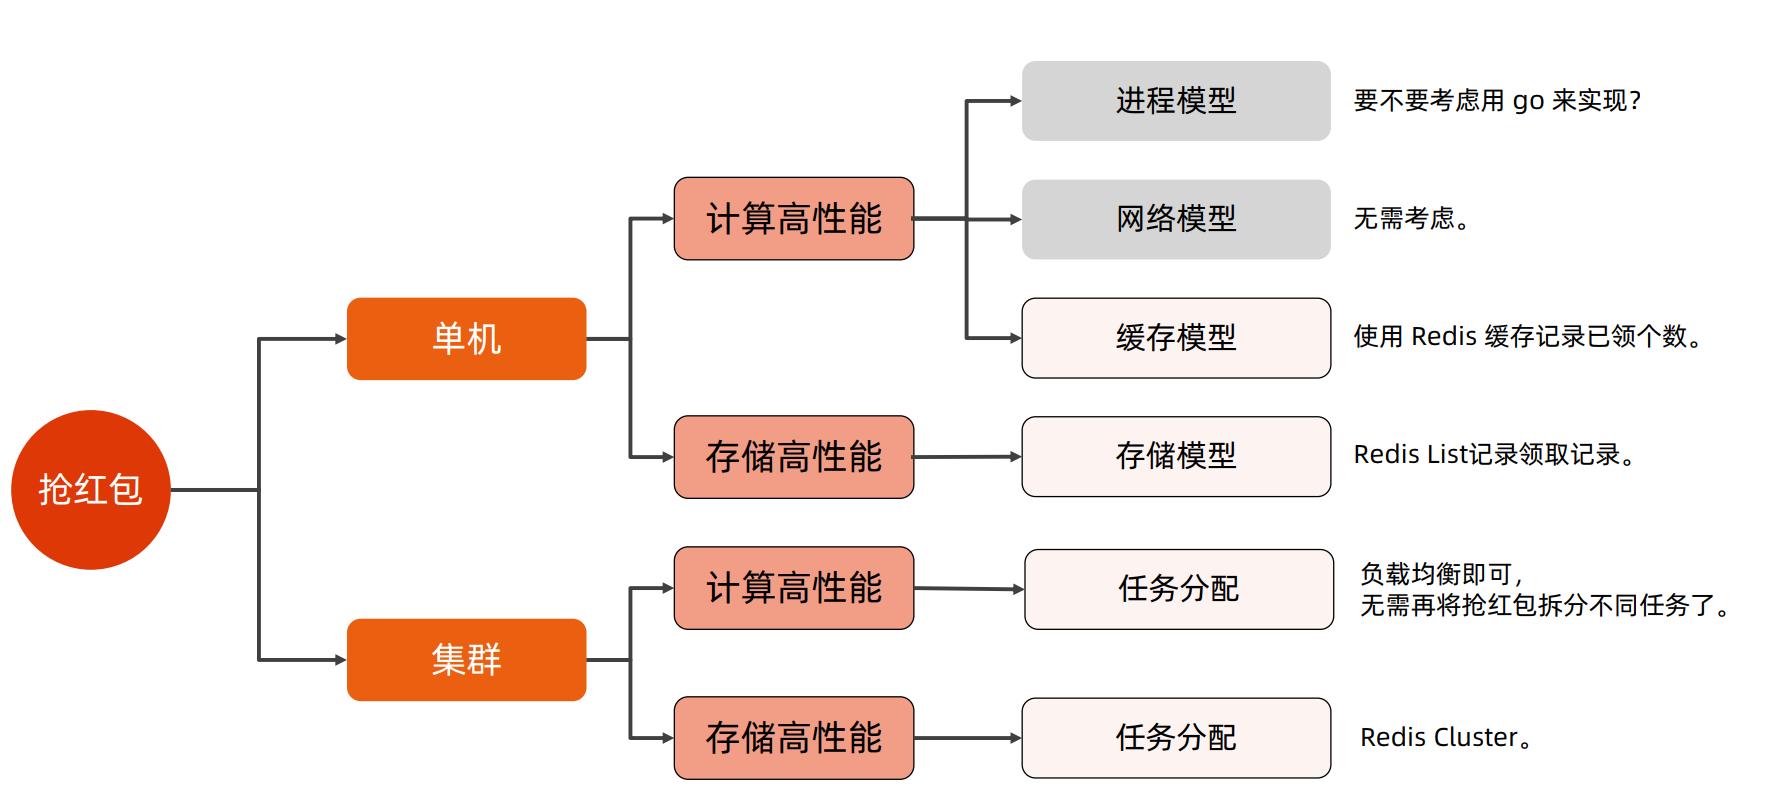 抢红包
单机
计算高性能
进程模型
要不要考虑用 go 来实现？
网络模型
无需考虑。
缓存模型
使用 Redis 缓存记录已领个数。
存储高性能
存储模型
Redis List记录领取记录。
集群
计算高性能
任务分配
负载均衡即可，
无需再将抢红包拆分不同任务了。
存储高性能
任务分配
Redis Cluster。